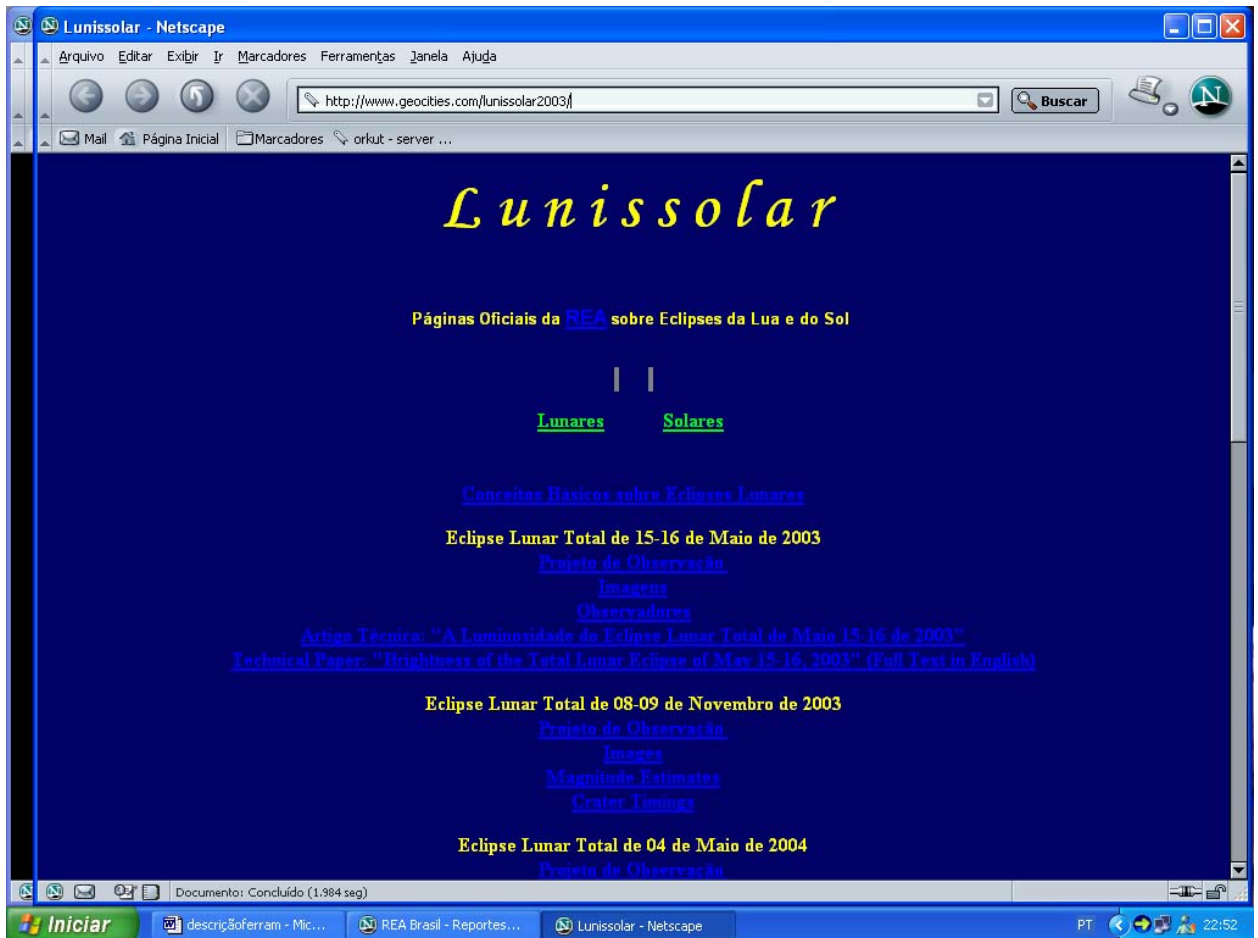 Lunissolar - Netscape
Arquivo Editar Exibir Ir Marcadores Ferramentas Janela Ajuda
http://www.geocities.com/lunissolar2003/
Buscar
N
Mail Página Inicial Marcadores orkut - server ...
Lunissolar
Páginas Oficiais da REA sobre Eclipses da Lua e do Sol
Lunares Solares
Conceitos Básicos sobre Eclipses Lunares
Eclipse Lunar Total de 15-16 de Maio de 2003
Projeto de Observação
Imagens
Observadores
Artigo Técnico: "A Luminosidade do Eclipse Lunar Total de Maio 15-16 de 2003"
Technical Paper: "Brightness of the Total Lunar Eclipse of May 15-16, 2003" (Full Text in English)
Eclipse Lunar Total de 08-09 de Novembro de 2003
Projeto de Observação
Images
Magnitude Estimates
Crater Timings
Eclipse Lunar Total de 04 de Maio de 2004
Projeto de Observação
Documento: Concluído (1.984 seg)
Iniciar descriçãoferram - Mic... REA Brasil - Reportes... Lunissolar - Netscape PT 22:52